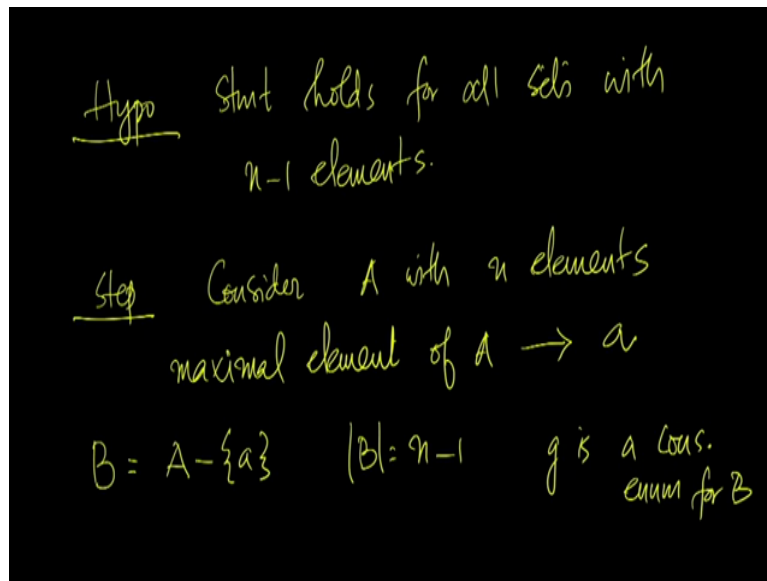 Hypo Stmt holds for all sets with
n-1 elements.
Step Consider A with n elements
maximal element of A → a
B = A-{a} |B| = n-1 g is a cons.
enum for B